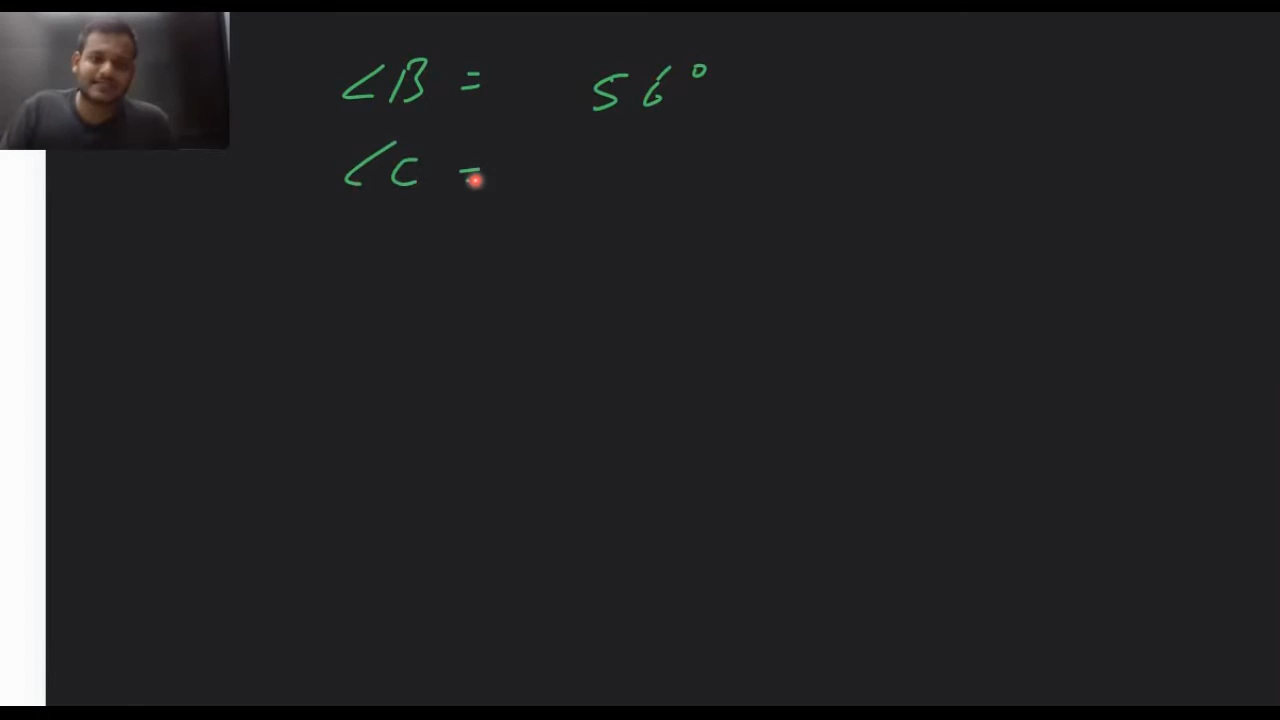 ∠B = 56°
∠C =